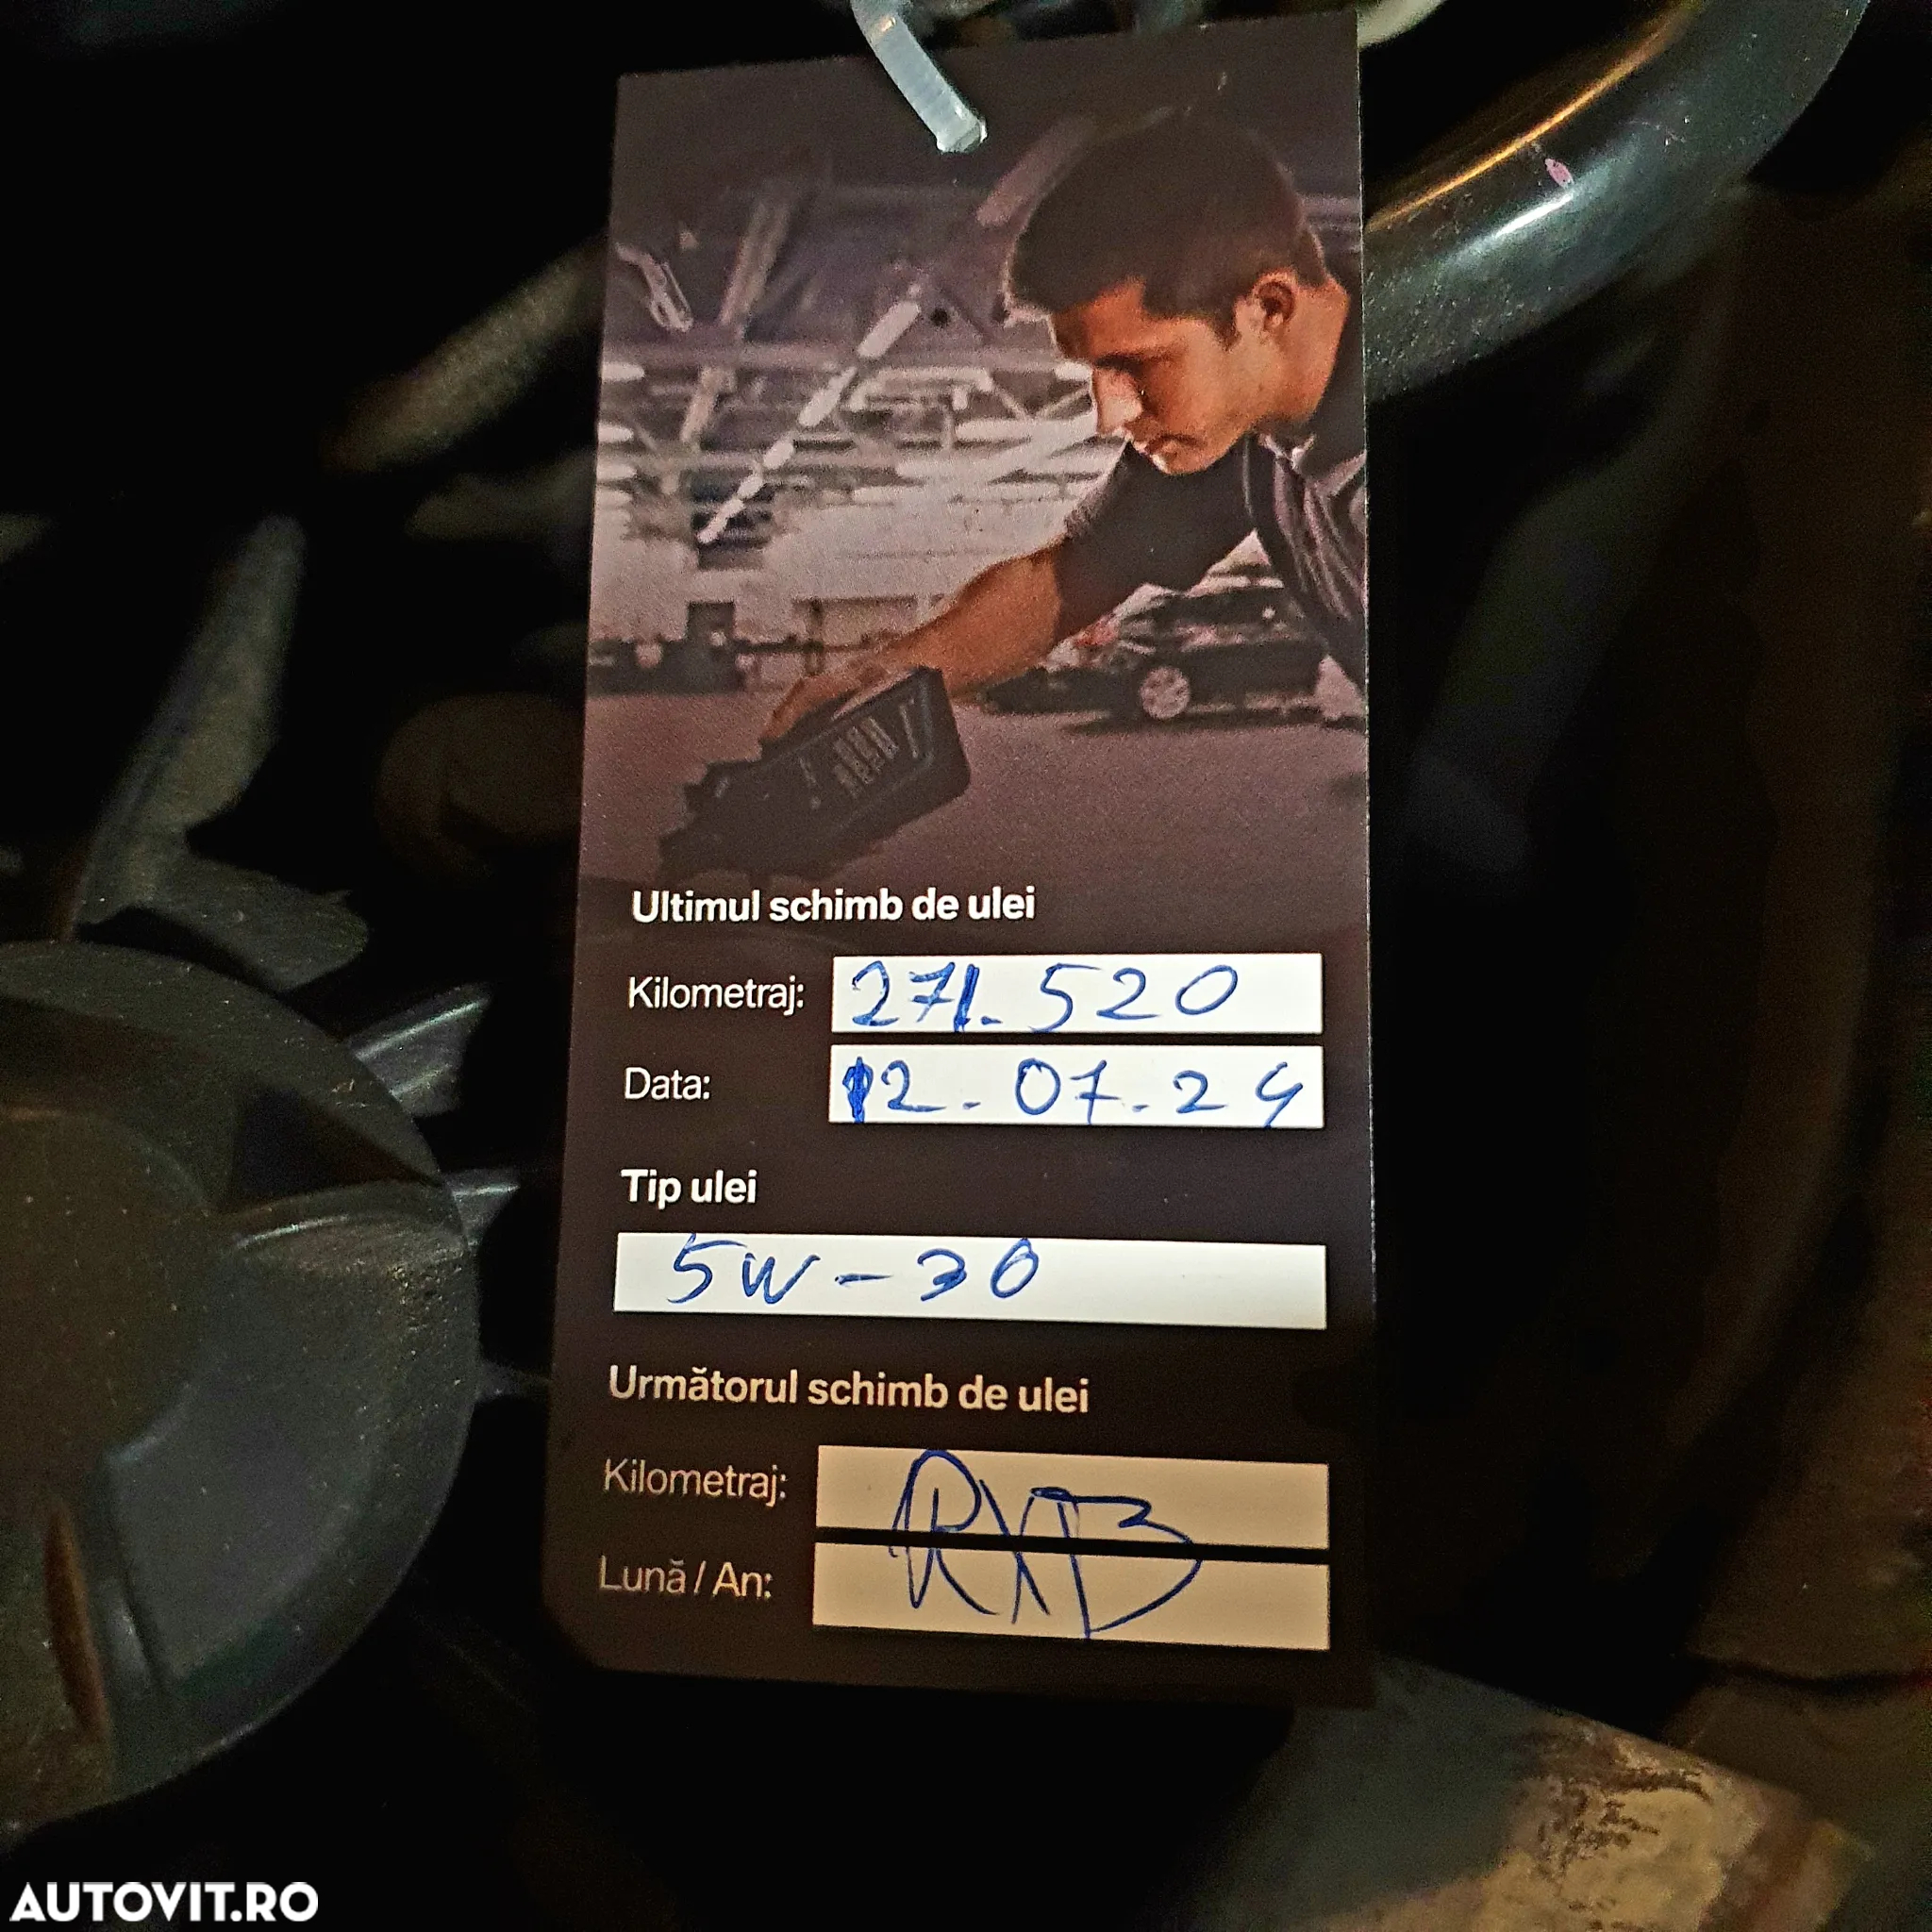 Ultimul schimb de ulei
Kilometraj: 271.520
Data: 12.07.24
Tip ulei
5W-30
Următorul schimb de ulei
Kilometraj:
Lună / An:
AUTOVIT.RO